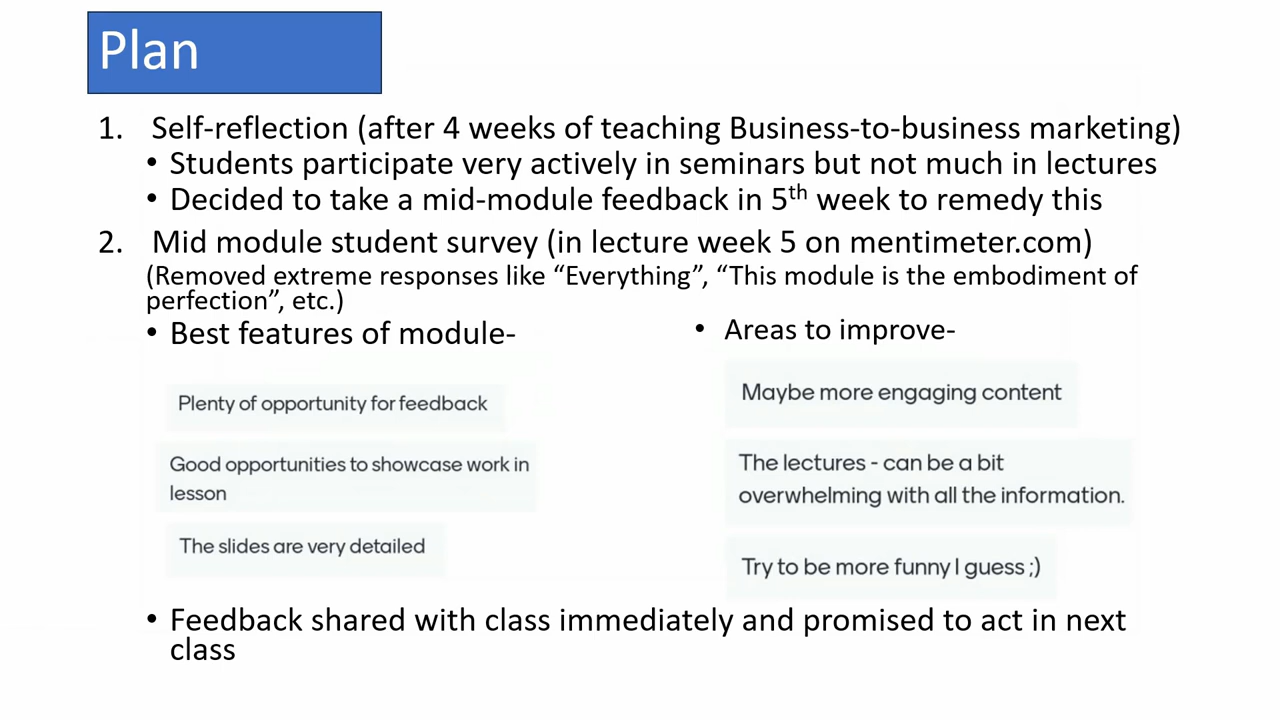 Plan
1. Self-reflection (after 4 weeks of teaching Business-to-business marketing)
• Students participate very actively in seminars but not much in lectures
• Decided to take a mid-module feedback in 5th week to remedy this
2. Mid module student survey (in lecture week 5 on mentimeter.com)
(Removed extreme responses like “Everything”, “This module is the embodiment of
perfection”, etc.)
• Best features of module-
Plenty of opportunity for feedback
Good opportunities to showcase work in
lesson
The slides are very detailed
• Areas to improve-
Maybe more engaging content
The lectures - can be a bit
overwhelming with all the information.
Try to be more funny I guess ;)
• Feedback shared with class immediately and promised to act in next
class